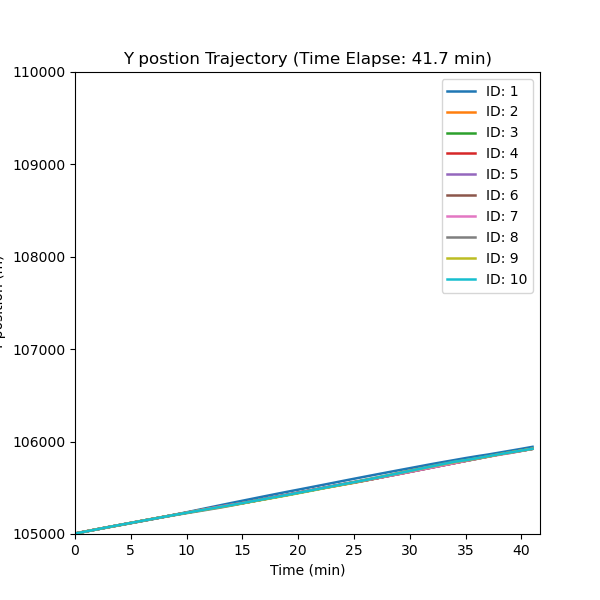 Y postion Trajectory (Time Elapse: 41.7 min)
110000
109000
108000
107000
106000
105000
ID: 1
ID: 2
ID: 3
ID: 4
ID: 5
ID: 6
ID: 7
ID: 8
ID: 9
ID: 10
0 5 10 15 20 25 30 35 40
Time (min)